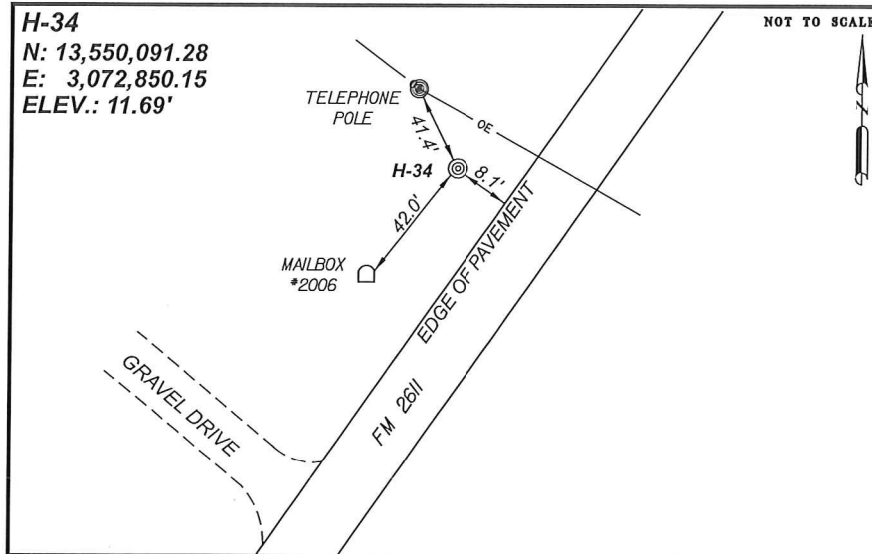 H-34
N: 13,550,091.28
E: 3,072,850.15
ELEV.: 11.69'
NOT TO SCALE
N
TELEPHONE
POLE
OE
41.4'
H-34
8.1'
42.0'
MAILBOX
#2006
EDGE OF PAVEMENT
GRAVEL DRIVE
FM 2611